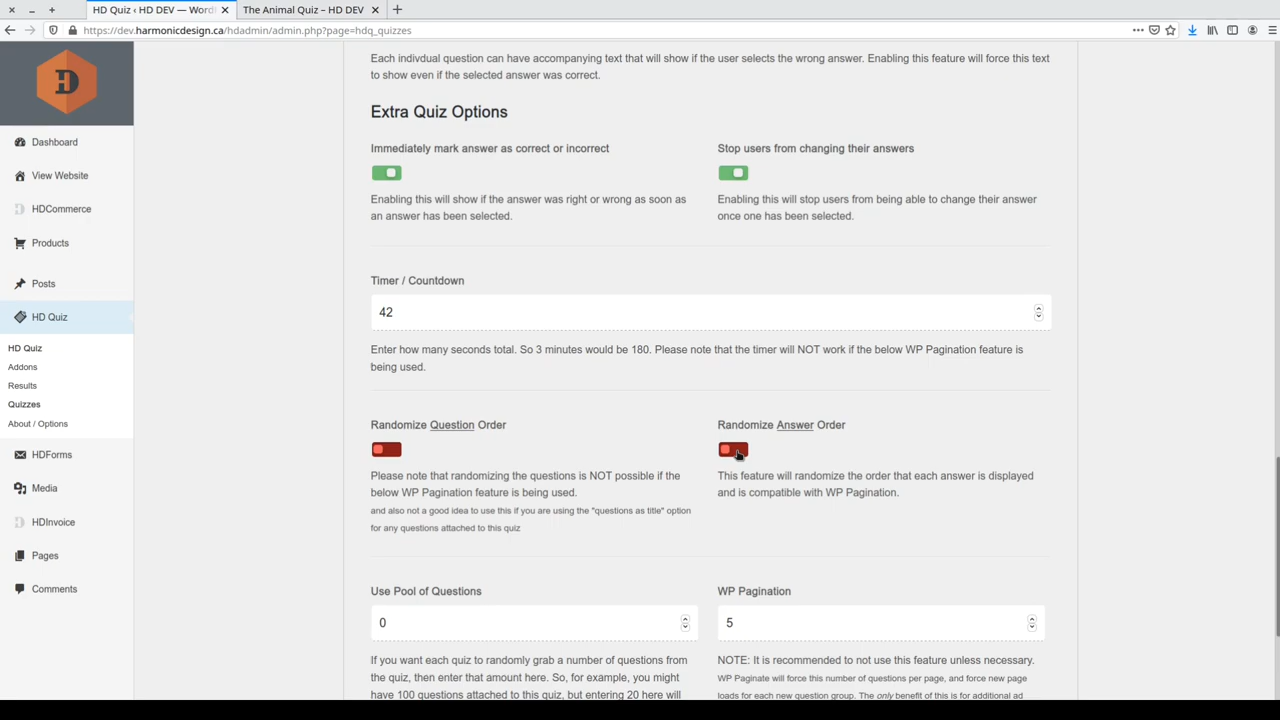 HD Quiz ‹ HD DEV — Word
The Animal Quiz – HD DEV
https://dev.harmonicdesign.ca/hdadmin/admin.php?page=hdq_quizzes
Dashboard
View Website
HDCommerce
Products
Posts
HD Quiz
HD Quiz
Addons
Results
Quizzes
About / Options
HDForms
Media
HDInvoice
Pages
Comments
Each indivdual question can have accompanying text that will show if the user selects the wrong answer. Enabling this feature will force this text
to show even if the selected answer was correct.
Extra Quiz Options
Immediately mark answer as correct or incorrect
Enabling this will show if the answer was right or wrong as soon as
an answer has been selected.
Stop users from changing their answers
Enabling this will stop users from being able to change their answer
once one has been selected.
Timer / Countdown
42
Enter how many seconds total. So 3 minutes would be 180. Please note that the timer will NOT work if the below WP Pagination feature is
being used.
Randomize Question Order
Please note that randomizing the questions is NOT possible if the
below WP Pagination feature is being used.
and also not a good idea to use this if you are using the "questions as title" option
for any questions attached to this quiz
Randomize Answer Order
This feature will randomize the order that each answer is displayed
and is compatible with WP Pagination.
Use Pool of Questions
0
If you want each quiz to randomly grab a number of questions from
the quiz, then enter that amount here. So, for example, you might
have 100 questions attached to this quiz, but entering 20 here will
WP Pagination
5
NOTE: It is recommended to not use this feature unless necessary.
WP Paginate will force this number of questions per page, and force new page
loads for each new question group. The only benefit of this is for additional ad